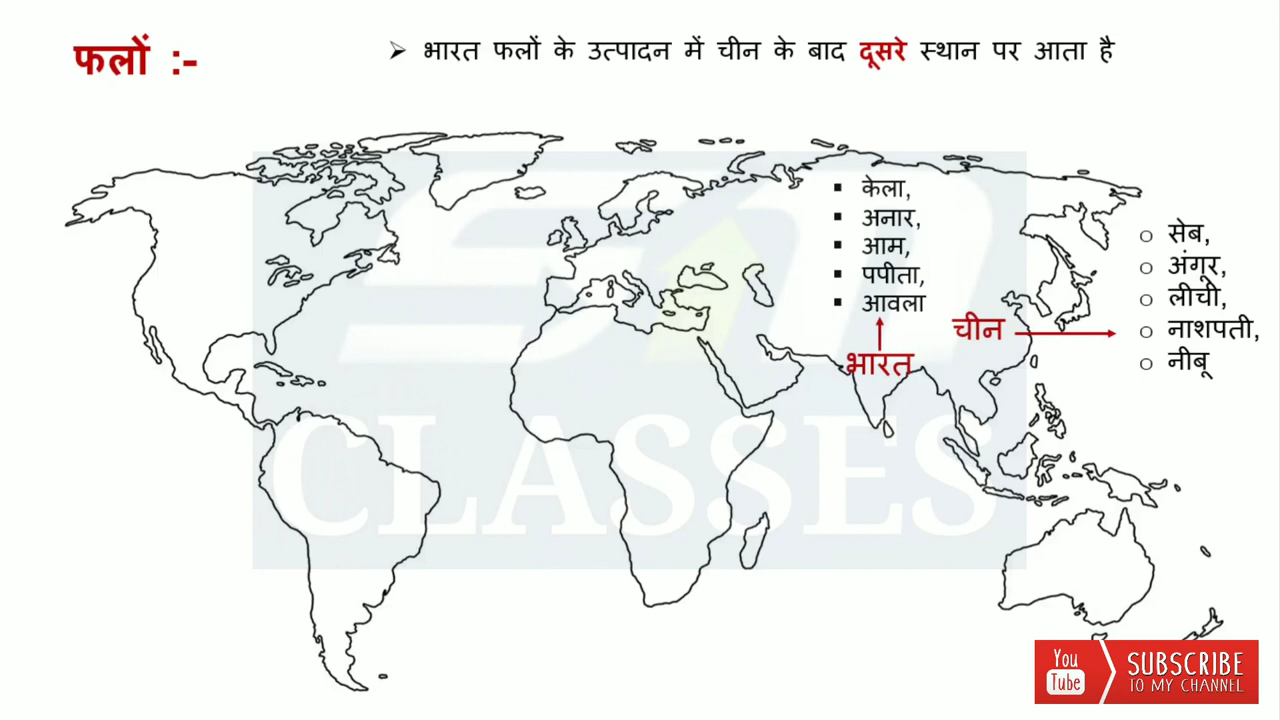 फलों :-
➢ भारत फलों के उत्पादन में चीन के बाद दूसरे स्थान पर आता है
▪ केला,
▪ अनार,
▪ आम,
▪ पपीता,
▪ आवला
भारत
चीन
o सेब,
o अंगूर,
o लीची,
o नाशपती,
o नीबू
SM
CLASSES
You
Tube
SUBSCRIBE
TO MY CHANNEL